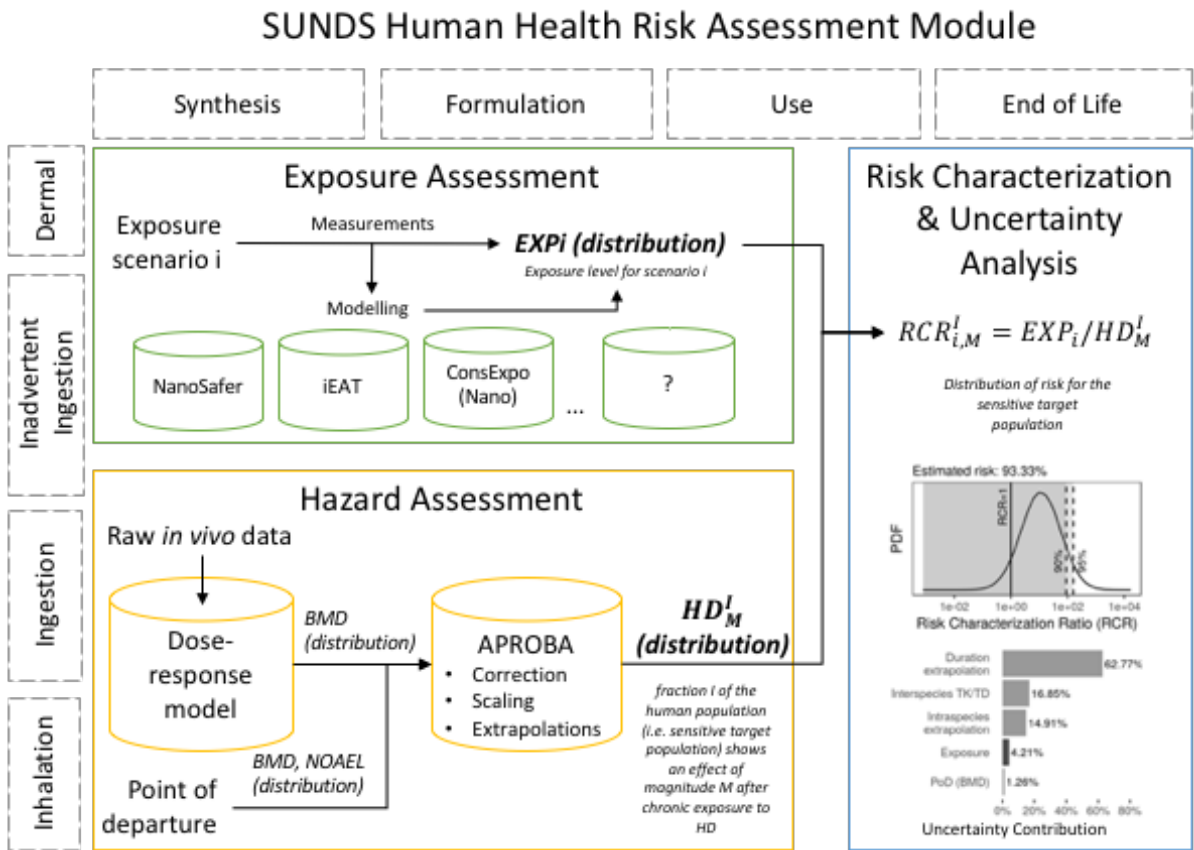 SUNDS Human Health Risk Assessment Module
Synthesis
Formulation
Use
End of Life
Dermal
Inadvertent
Ingestion
Ingestion
Inhalation
Exposure Assessment
Exposure
scenario i
Measurements
EXPi (distribution)
Exposure level for scenario i
Modelling
NanoSafer
iEAT
ConsExpo
(Nano)
...
?
Hazard Assessment
Raw in vivo data
Dose-
response
model
BMD
(distribution)
BMD, NOAEL
(distribution)
Point of
departure
APROBA
• Correction
• Scaling
• Extrapolations
HD_M^I
(distribution)
fraction I of the
human population
(i.e. sensitive target
population) shows
an effect of
magnitude M after
chronic exposure to
HD
Risk Characterization
& Uncertainty
Analysis
RCR_{i,M}^I = EXP_i/HD_M^I
Distribution of risk for the
sensitive target
population
Estimated risk: 93.33%
PDF
RCR=1
90%
95%
1e-02 1e+00 1e+02 1e+04
Risk Characterization Ratio (RCR)
Duration
extrapolation
62.77%
Interspecies TK/TD
16.85%
Intraspecies
extrapolation
14.91%
Exposure
4.21%
PoD (BMD)
1.26%
0% 20% 40% 60% 80%
Uncertainty Contribution